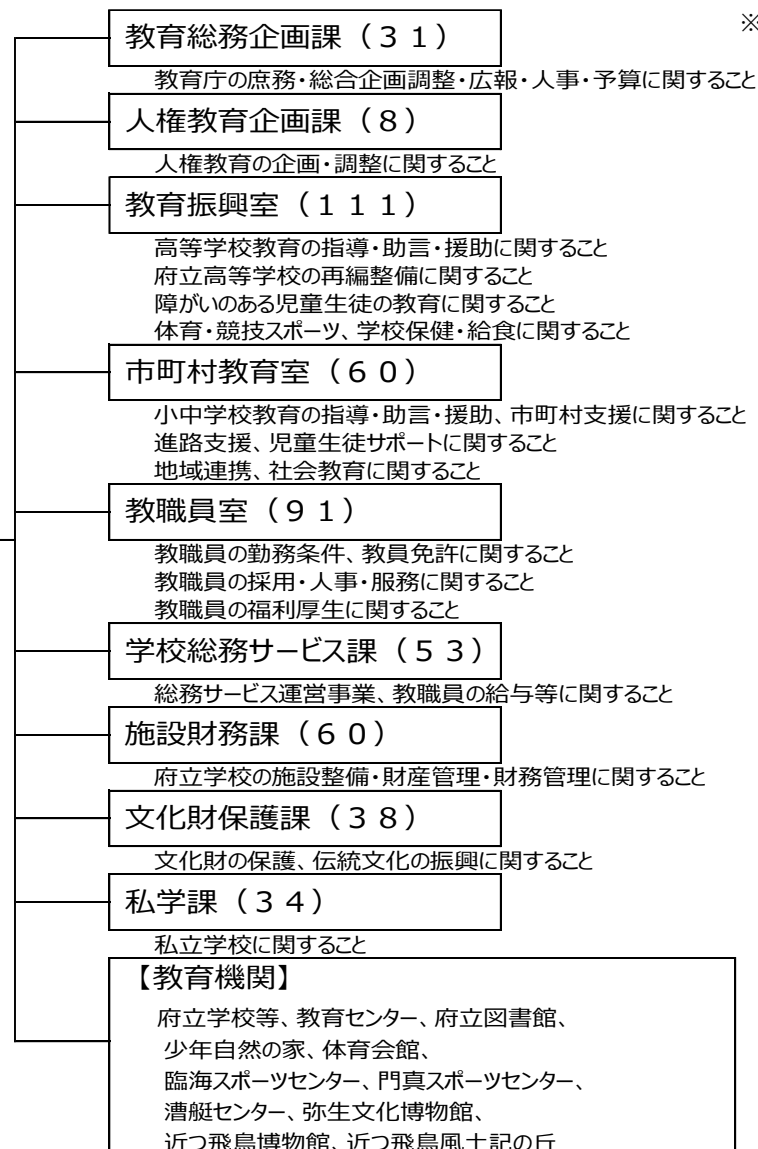 ※
教育総務企画課（３１）
教育庁の庶務・総合企画調整・広報・人事・予算に関すること
人権教育企画課（８）
人権教育の企画・調整に関すること
教育振興室（１１１）
高等学校教育の指導・助言・援助に関すること
府立高等学校の再編整備に関すること
障がいのある児童生徒の教育に関すること
体育・競技スポーツ、学校保健・給食に関すること
市町村教育室（６０）
小中学校教育の指導・助言・援助、市町村支援に関すること
進路支援、児童生徒サポートに関すること
地域連携、社会教育に関すること
教職員室（９１）
教職員の勤務条件、教員免許に関すること
教職員の採用・人事・服務に関すること
教職員の福利厚生に関すること
学校総務サービス課（５３）
総務サービス運営事業、教職員の給与等に関すること
施設財務課（６０）
府立学校の施設整備・財産管理・財務管理に関すること
文化財保護課（３８）
文化財の保護、伝統文化の振興に関すること
私学課（３４）
私立学校に関すること
【教育機関】
府立学校等、教育センター、府立図書館、
少年自然の家、体育会館、
臨海スポーツセンター、門真スポーツセンター、
漕艇センター、弥生文化博物館、
近つ飛鳥博物館、近つ飛鳥風土記の丘